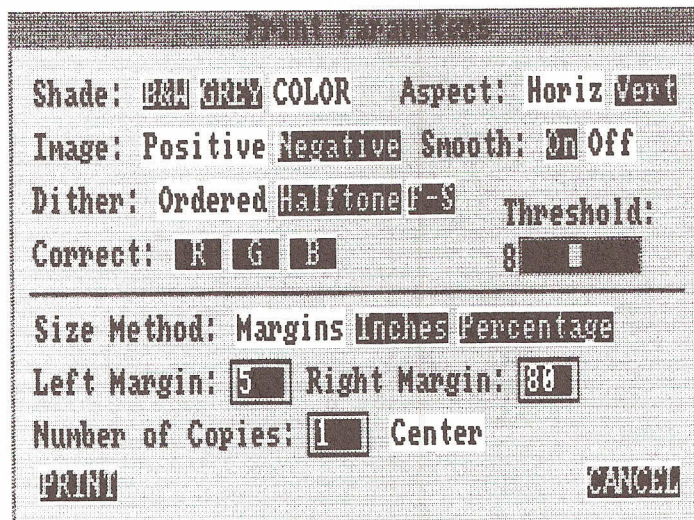 Print Parameters
Shade: B&W GREY COLOR Aspect: Horiz Vert
Image: Positive Negative Smooth: On Off
Dither: Ordered Halftone F-S
Threshold:
Correct: R G B 8
Size Method: Margins Inches Percentage
Left Margin: 5 Right Margin: 80
Number of Copies: 1 Center
PRINT CANCEL